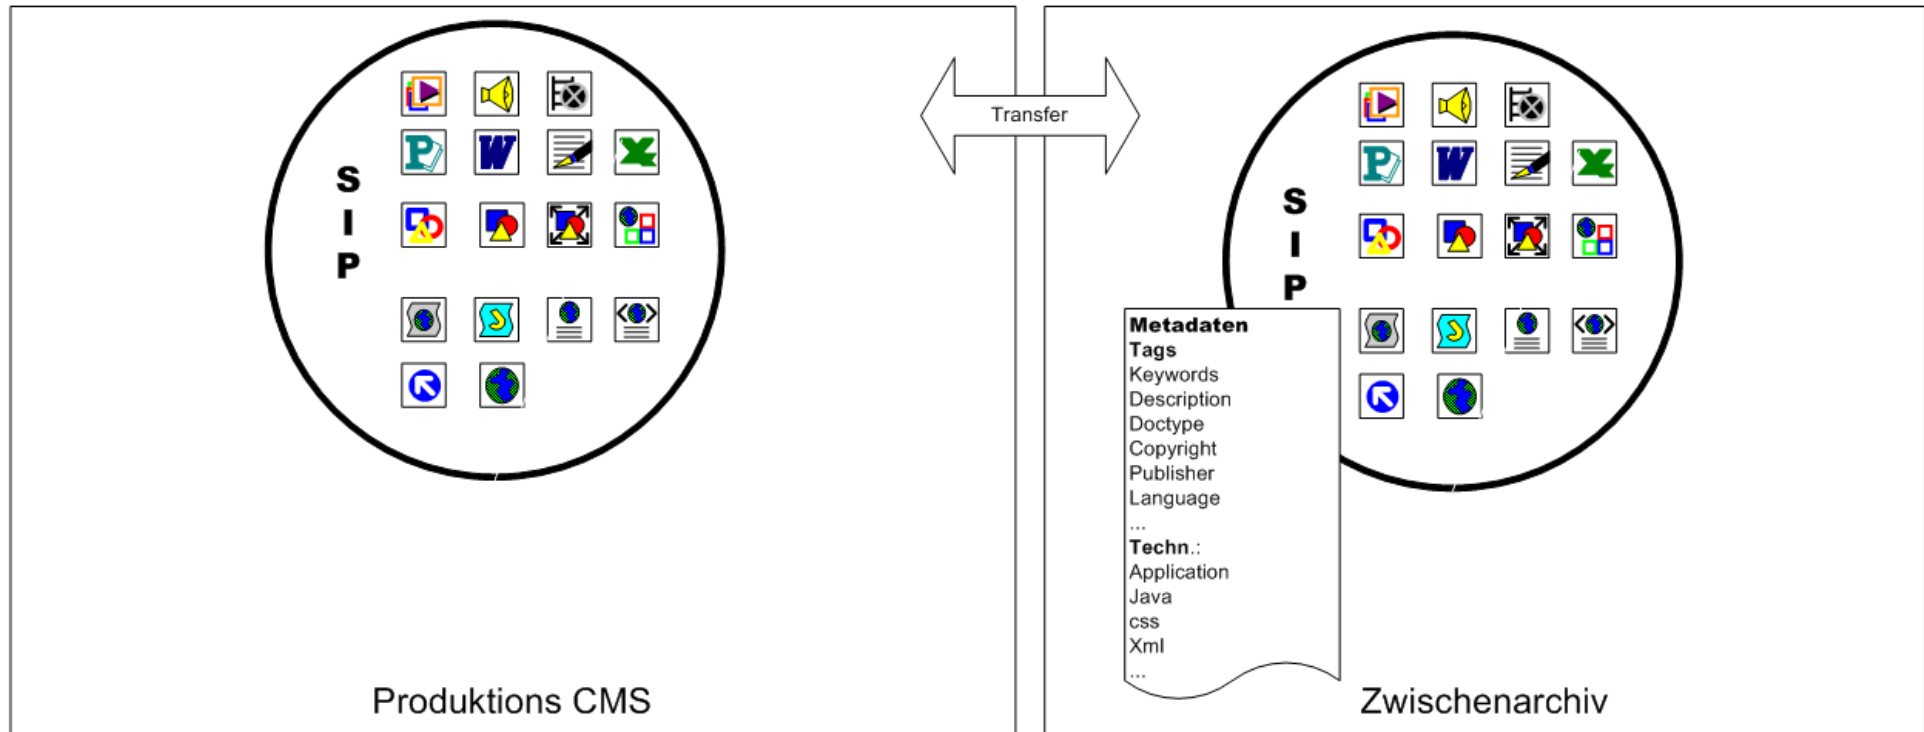 S
I
P
Produktions CMS
Transfer
S
I
P
Metadaten
Tags
Keywords
Description
Doctype
Copyright
Publisher
Language
...
Techn.:
Application
Java
css
Xml
...
Zwischenarchiv